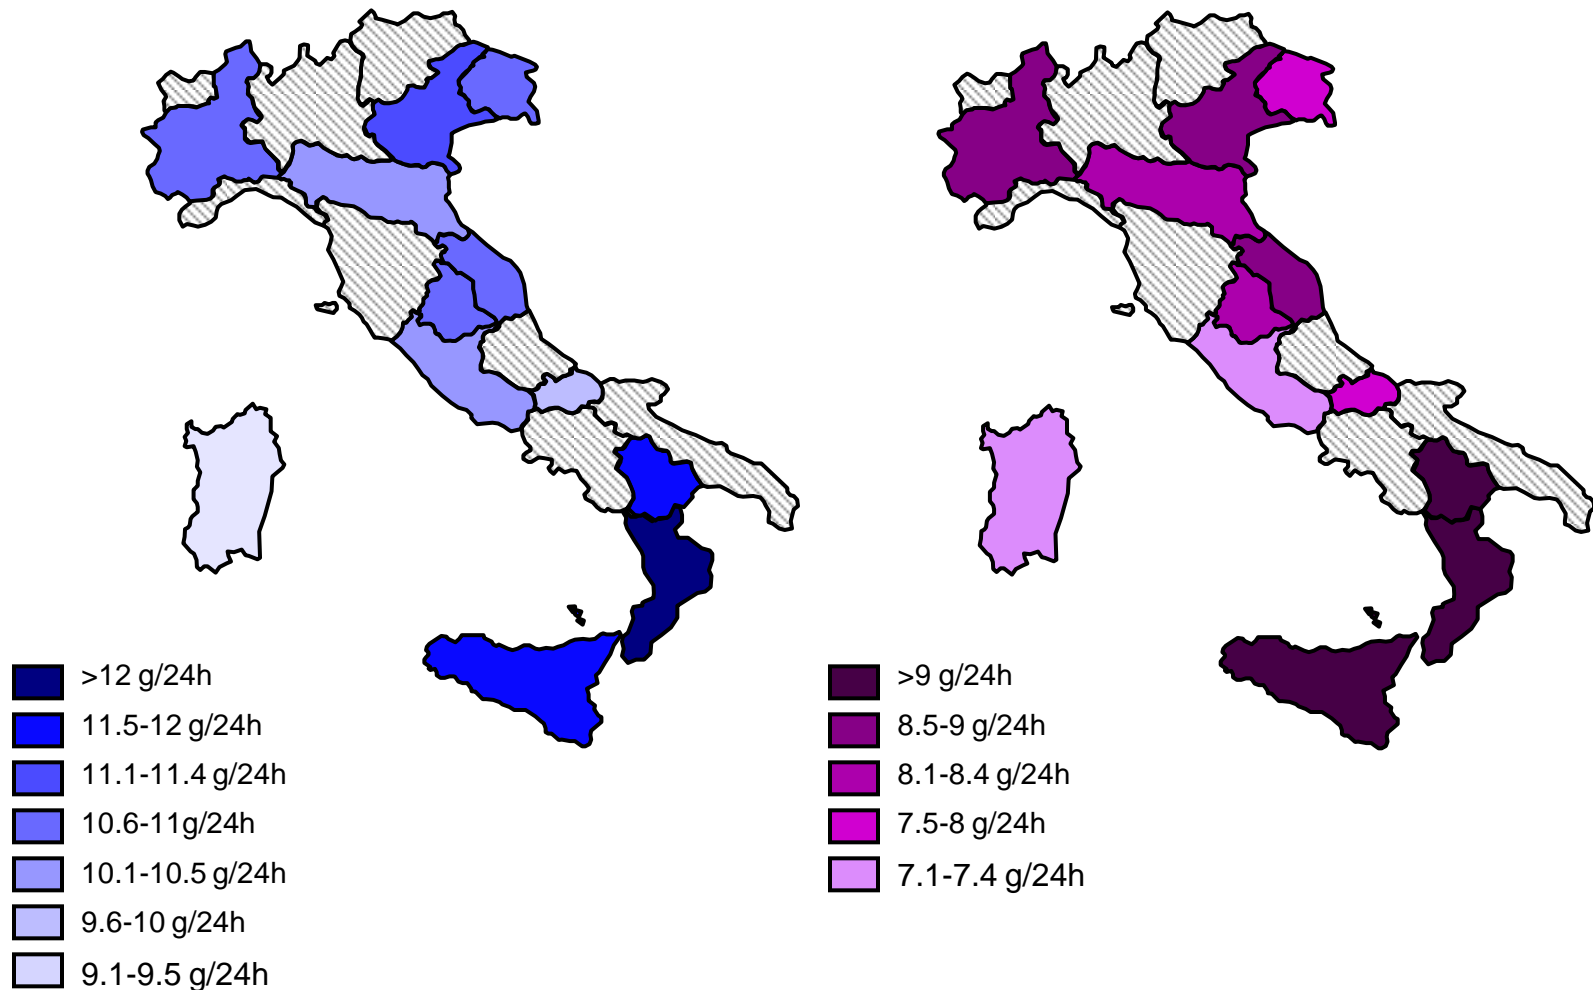 >12 g/24h
11.5-12 g/24h
11.1-11.4 g/24h
10.6-11g/24h
10.1-10.5 g/24h
9.6-10 g/24h
9.1-9.5 g/24h
>9 g/24h
8.5-9 g/24h
8.1-8.4 g/24h
7.5-8 g/24h
7.1-7.4 g/24h